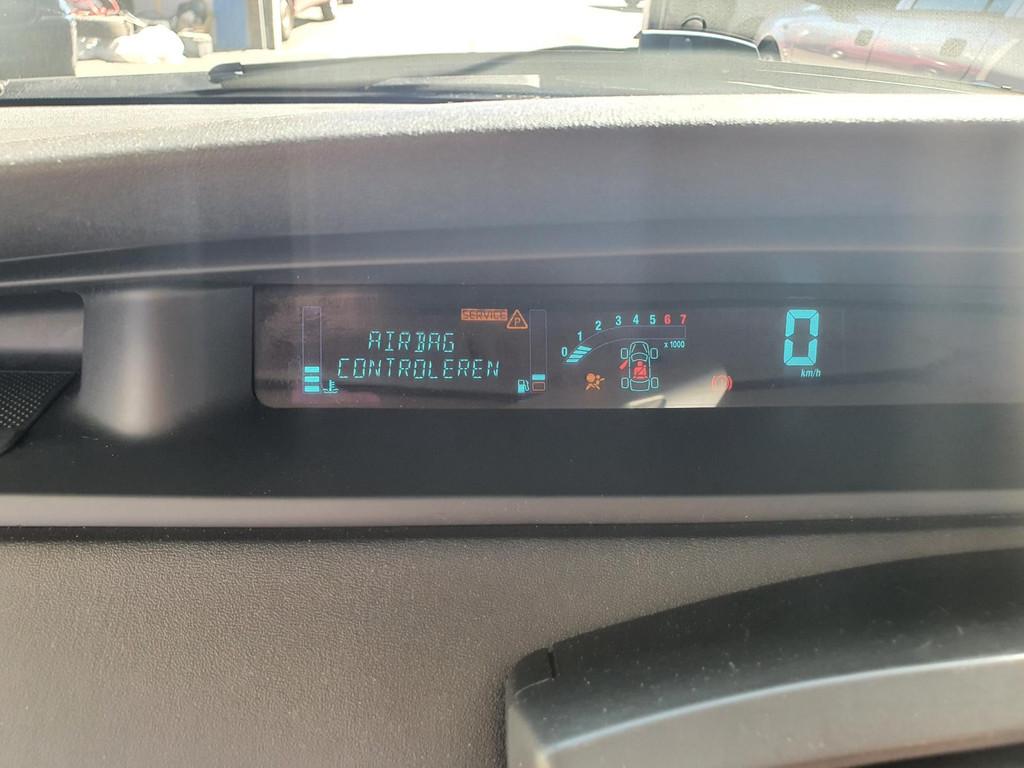 SERVICE P
AIRBAG
CONTROLEREN
0 1 2 3 4 5 6 7
x 1000
0
km/h